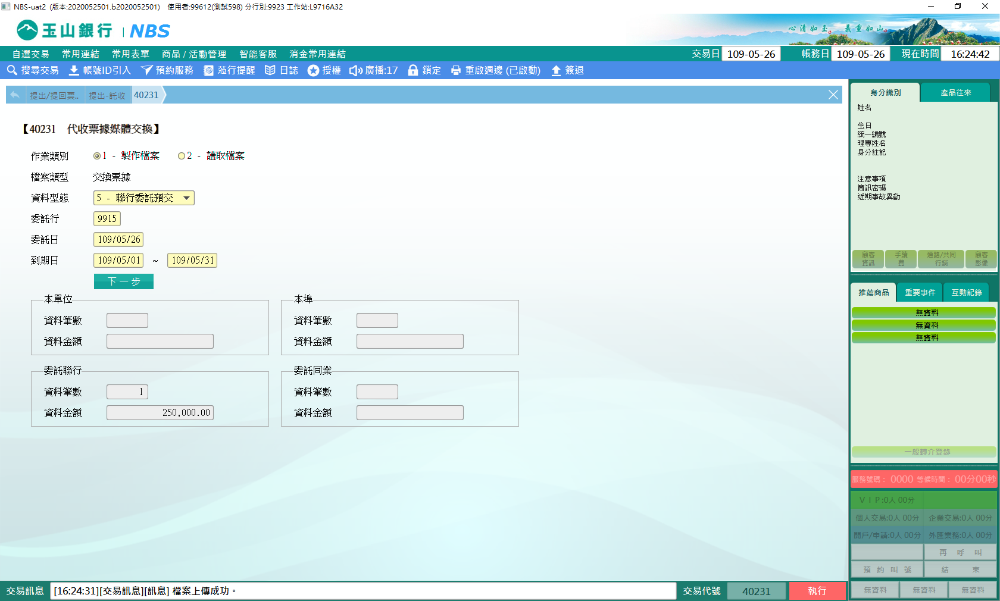 NBS-uat2 (版本:2020052501.b2020052501) 使用者:99612(測試598) 分行別:9923 工作站:L9716A32
玉山銀行 | NBS
心清如玉。義重如山。
自選交易 常用連結 常用表單 商品 / 活動管理 智能客服 消金常用連結 交易日 109-05-26 帳務日 109-05-26 現在時間 16:24:42
搜尋交易 帳號ID引入 預約服務 蒞行提醒 日誌 授權 廣播:17 鎖定 重啟週邊 (已啟動) 簽退
提出/提回票.. 提出-託收 40231
【40231 代收票據媒體交換】
作業類別 1 - 製作檔案 2 - 讀取檔案
檔案類型 交換票據
資料型態 5 - 聯行委託預交
委託行 9915
委託日 109/05/26
到期日 109/05/01 ~ 109/05/31
下一步
本單位
資料筆數
資料金額
本埠
資料筆數
資料金額
委託聯行
資料筆數 1
資料金額 250,000.00
委託同業
資料筆數
資料金額
身分識別 產品往來
姓名
生日
統一編號
理專姓名
身分註記
注意事項
簡訊密碼
近期事故異動
顧客資訊 手續費 通路/共同行銷 顧客影像
推薦商品 重要事件 互動記錄
無資料
無資料
無資料
一般轉介登錄
服務號碼： 0000 等候時間： 00分00秒
ＶＩＰ:0人 00分
個人交易:0人 00分 企業交易:0人 00分
開戶/申請:0人 00分 外匯業務:0人 00分
再 呼 叫
預 約 叫 號 結 束
無資料 無資料 無資料
交易訊息 [16:24:31][交易訊息][訊息] 檔案上傳成功。 交易代號 40231 執行